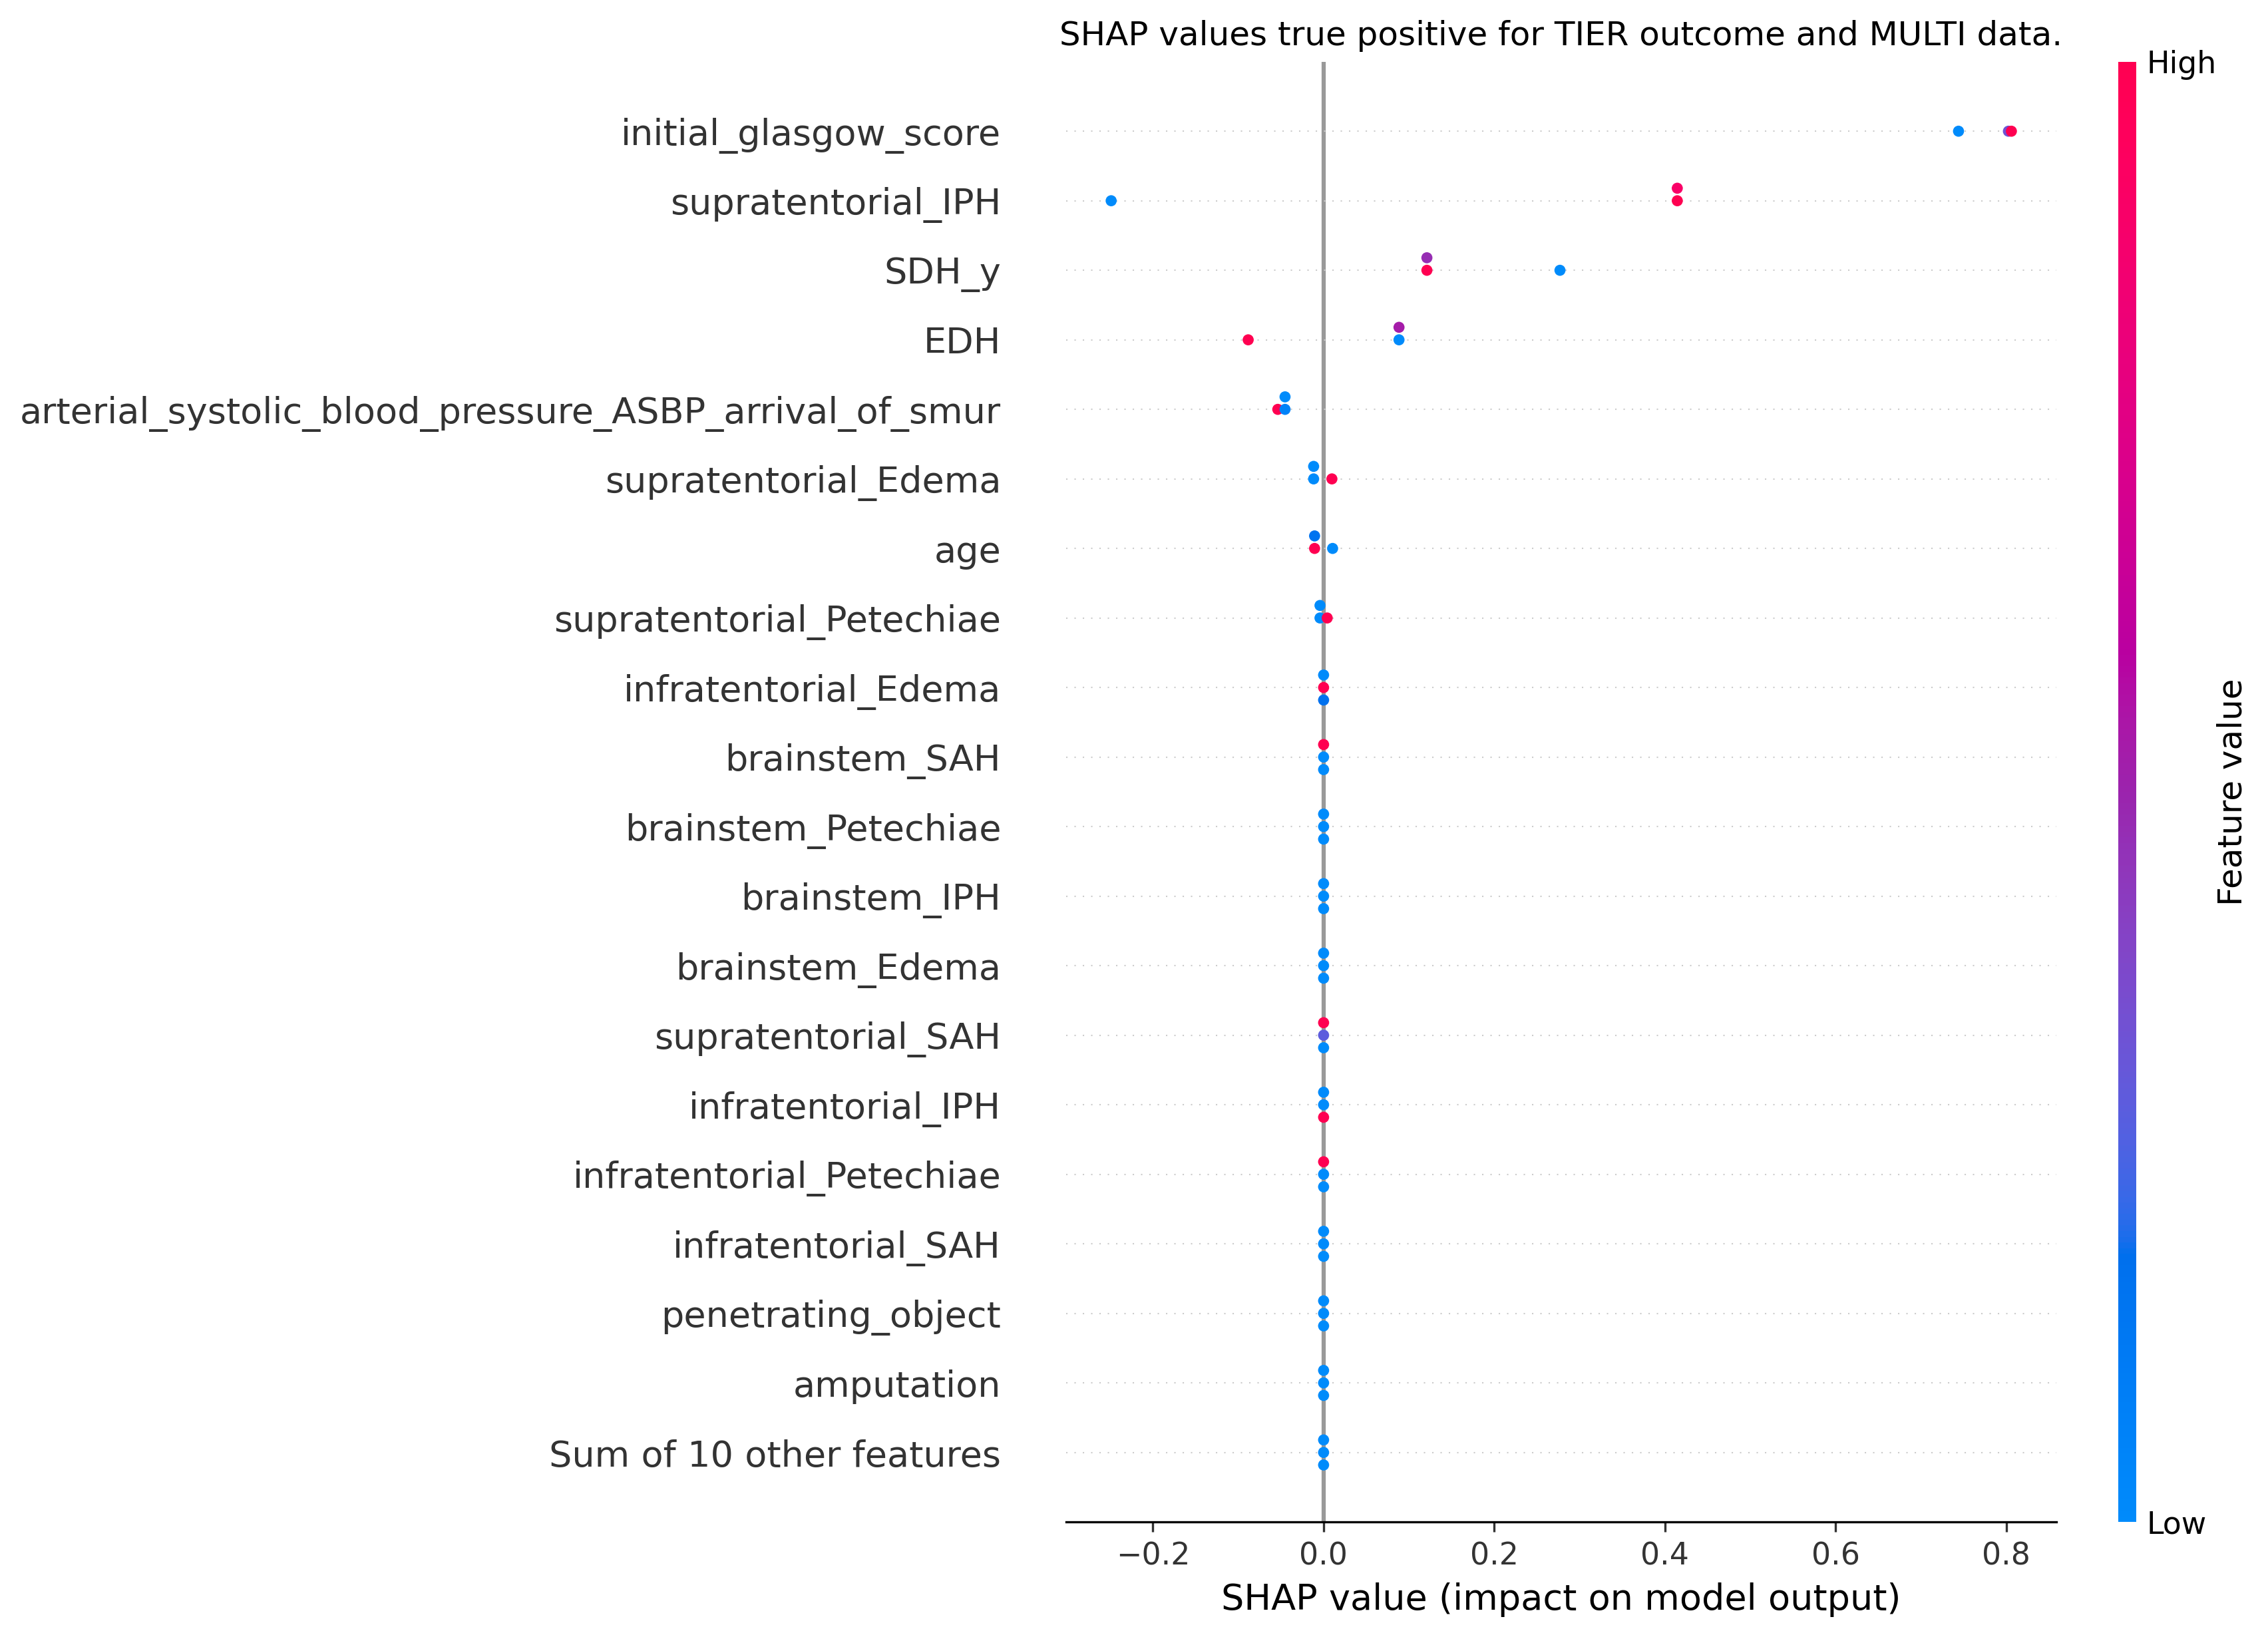 SHAP values true positive for TIER outcome and MULTI data.
High
initial_glasgow_score
supratentorial_IPH
SDH_y
EDH
arterial_systolic_blood_pressure_ASBP_arrival_of_smur
supratentorial_Edema
age
supratentorial_Petechiae
infratentorial_Edema
brainstem_SAH
brainstem_Petechiae
brainstem_IPH
brainstem_Edema
supratentorial_SAH
infratentorial_IPH
infratentorial_Petechiae
infratentorial_SAH
penetrating_object
amputation
Sum of 10 other features
Feature value
Low
−0.2 0.0 0.2 0.4 0.6 0.8
SHAP value (impact on model output)